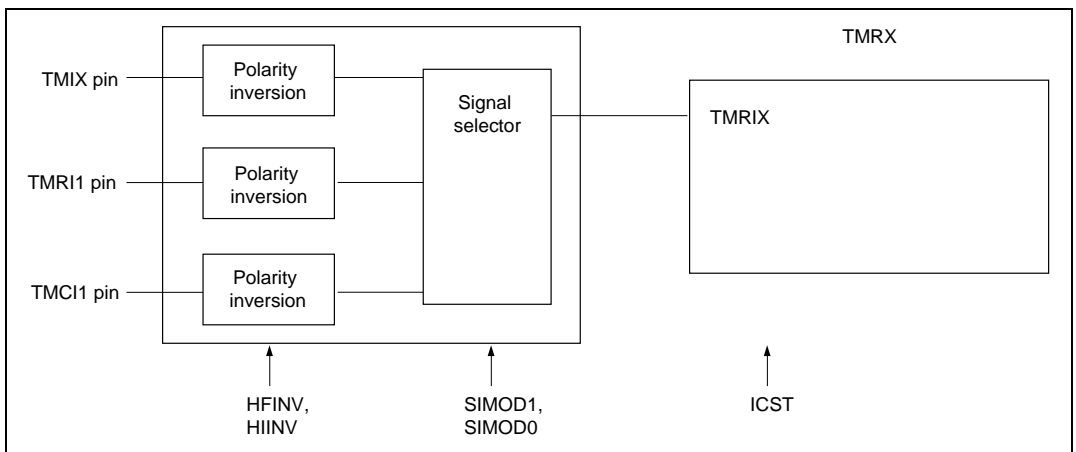 TMRX
TMIX pin
Polarity
inversion
Signal
selector
TMRIX
TMRI1 pin
Polarity
inversion
TMCI1 pin
Polarity
inversion
HFINV,
HIINV
SIMOD1,
SIMOD0
ICST